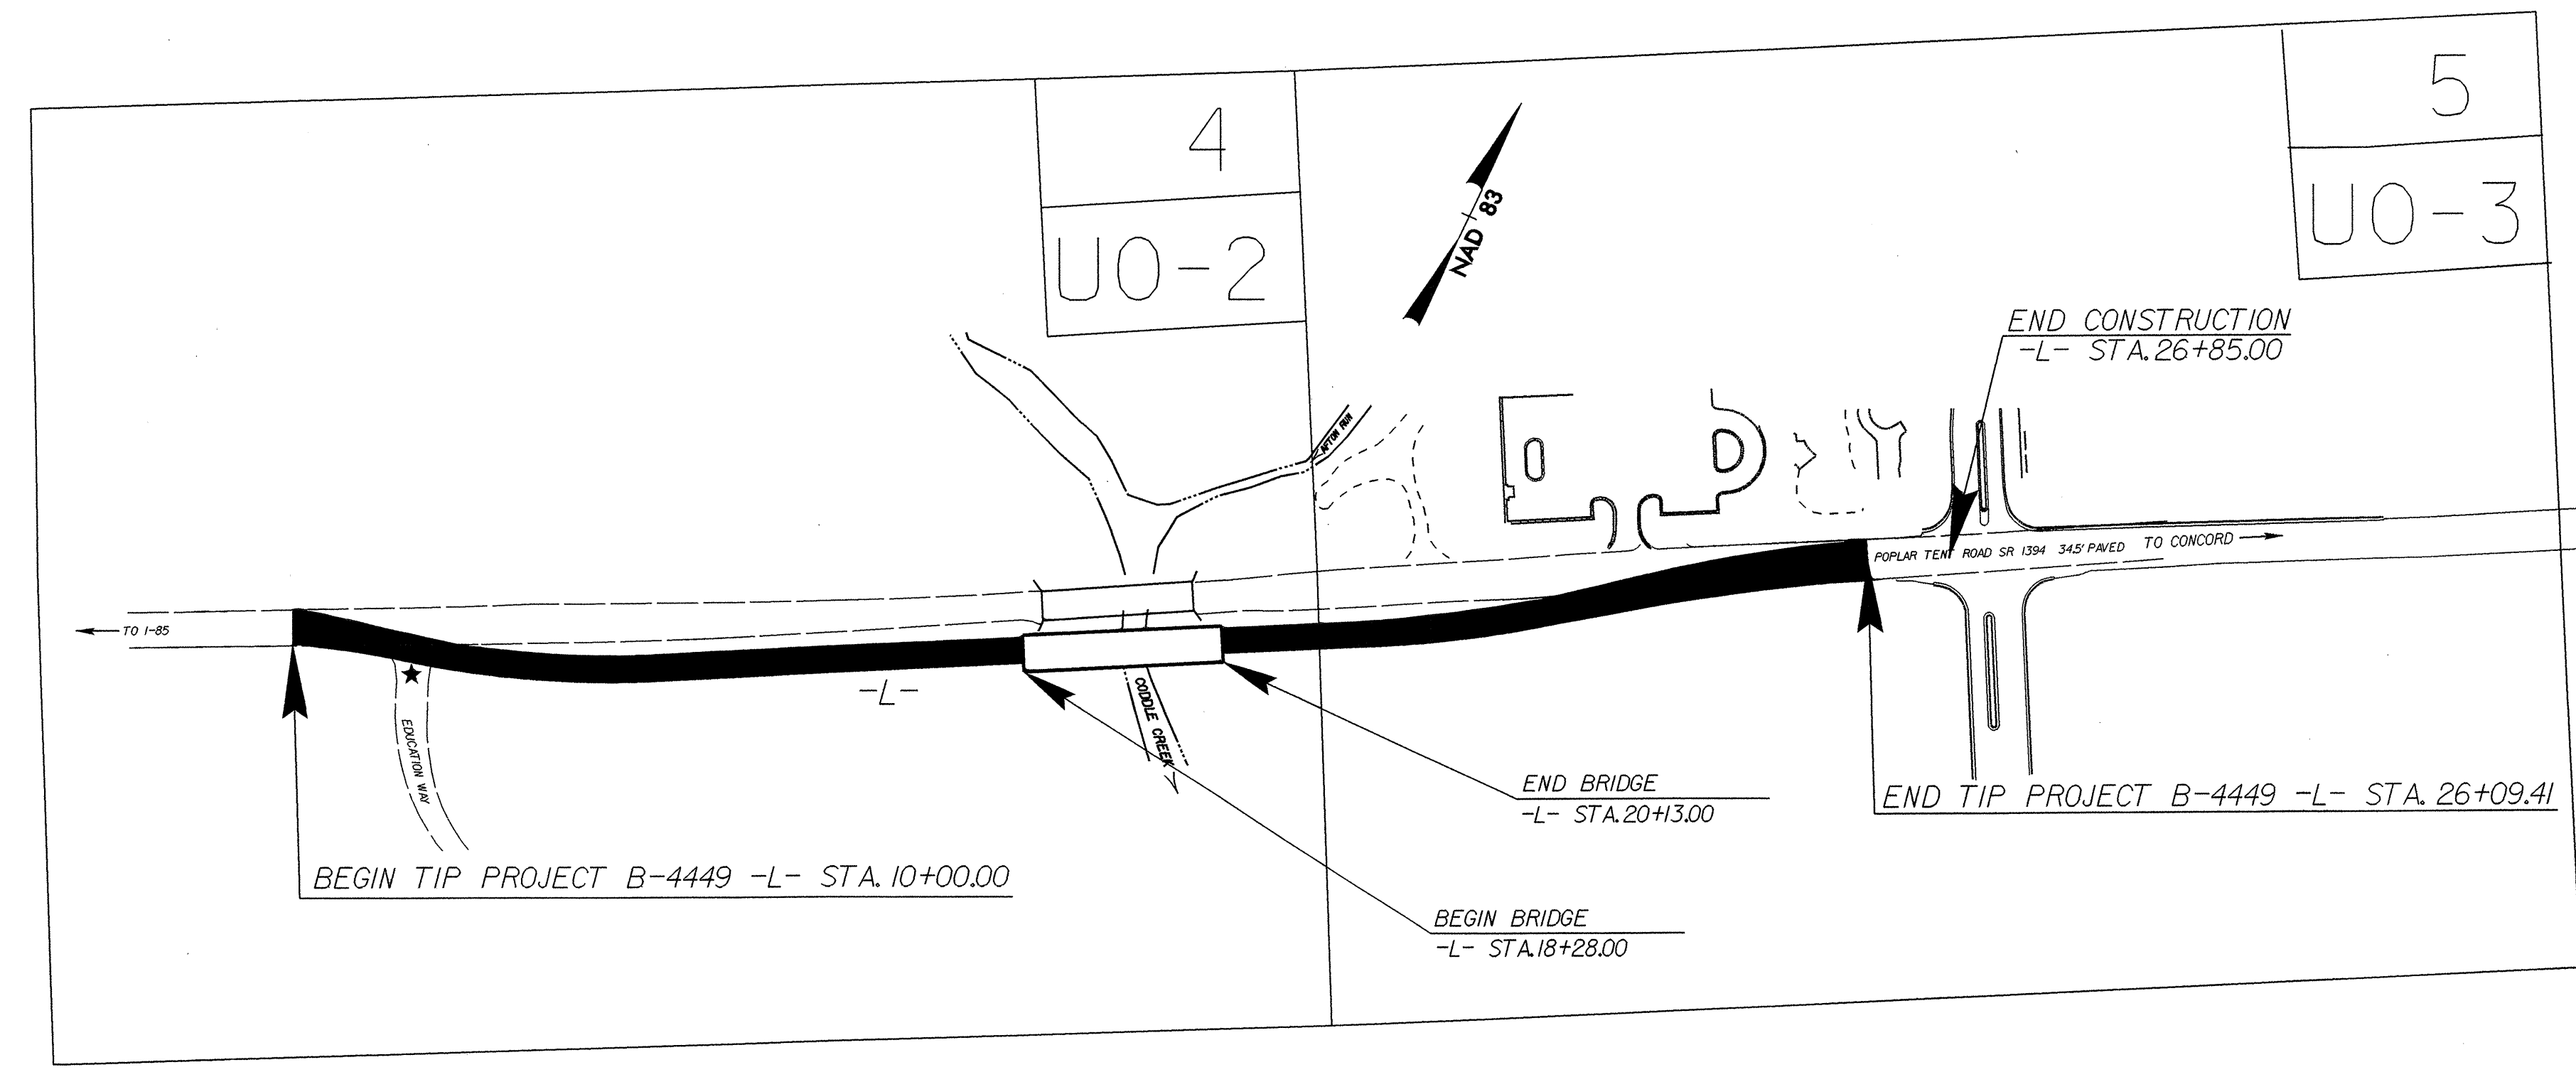 4
UO-2
5
UO-3
NAD 83
END CONSTRUCTION
-L- STA. 26+85.00
AFTON RUN
POPLAR TENT ROAD SR 1394 34.5' PAVED TO CONCORD
TO I-85
-L-
EDUCATION WAY
CODDLE CREEK
END BRIDGE
-L- STA. 20+13.00
END TIP PROJECT B-4449 -L- STA. 26+09.41
BEGIN TIP PROJECT B-4449 -L- STA. 10+00.00
BEGIN BRIDGE
-L- STA. 18+28.00